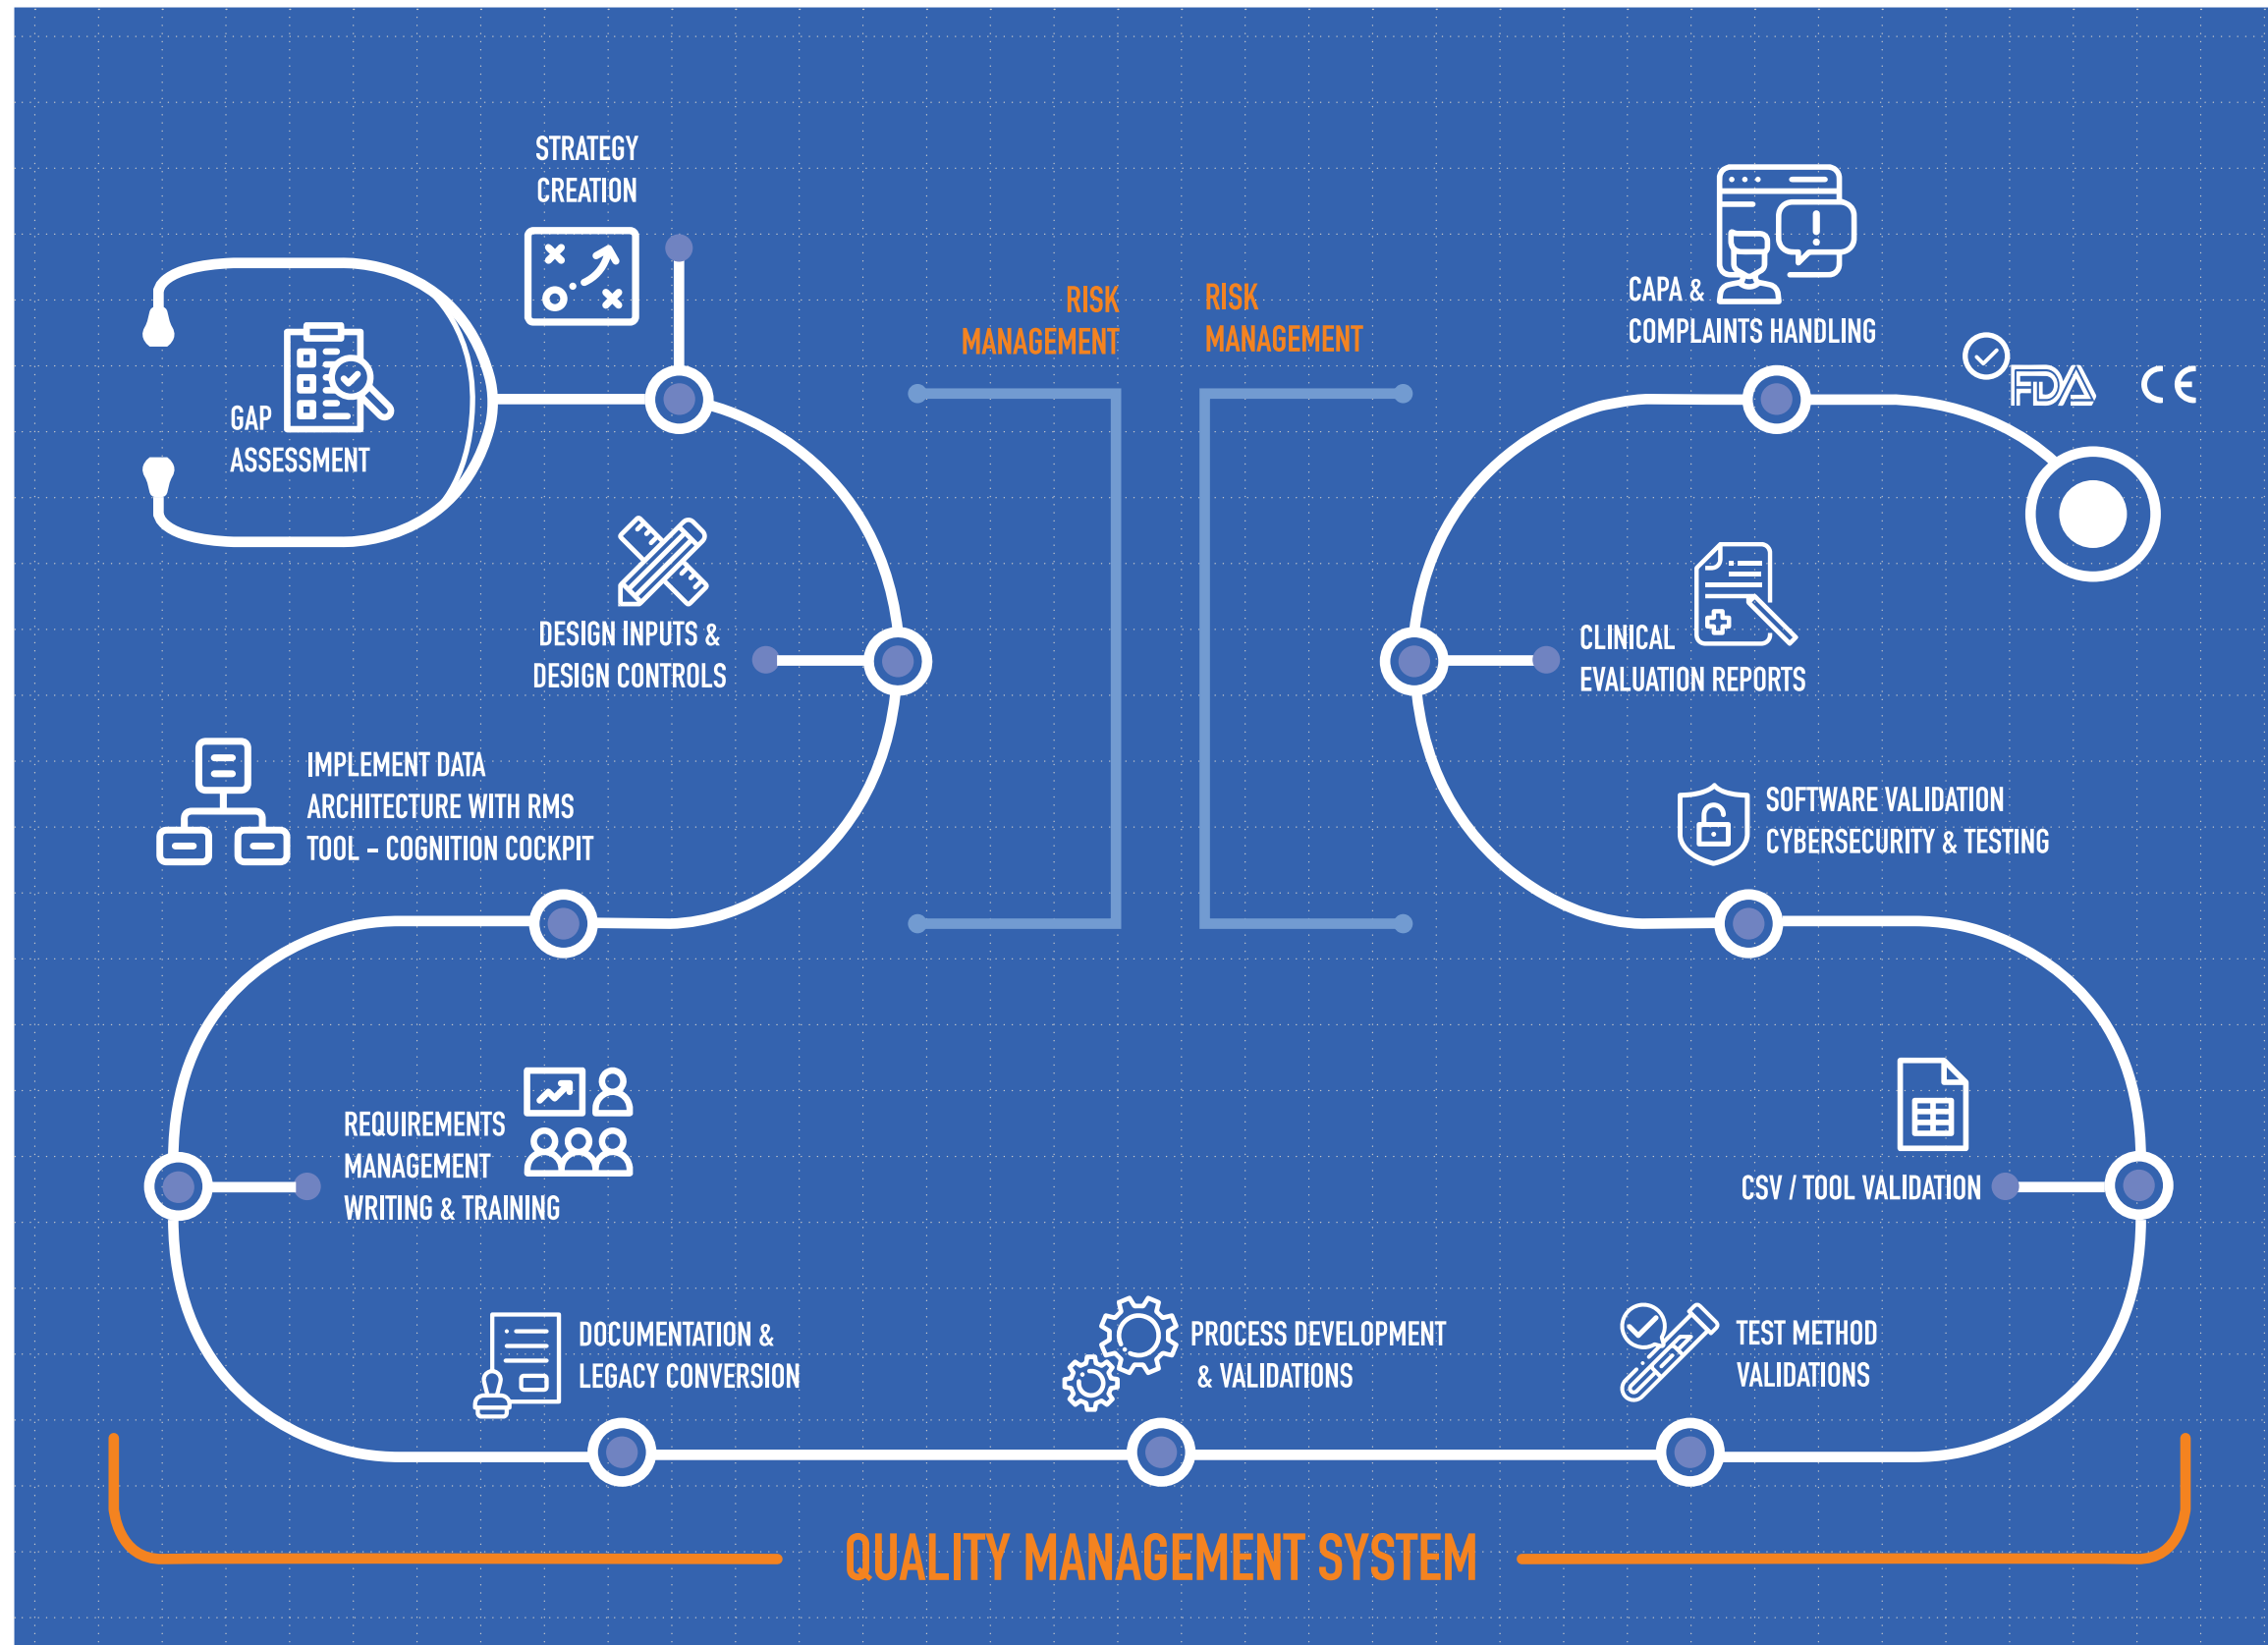 STRATEGY
CREATION
GAP
ASSESSMENT
DESIGN INPUTS &
DESIGN CONTROLS
IMPLEMENT DATA
ARCHITECTURE WITH RMS
TOOL – COGNITION COCKPIT
REQUIREMENTS
MANAGEMENT
WRITING & TRAINING
DOCUMENTATION &
LEGACY CONVERSION
PROCESS DEVELOPMENT
& VALIDATIONS
TEST METHOD
VALIDATIONS
CSV / TOOL VALIDATION
SOFTWARE VALIDATION
CYBERSECURITY & TESTING
CLINICAL
EVALUATION REPORTS
CAPA &
COMPLAINTS HANDLING
FDA CE
RISK
MANAGEMENT
RISK
MANAGEMENT
QUALITY MANAGEMENT SYSTEM